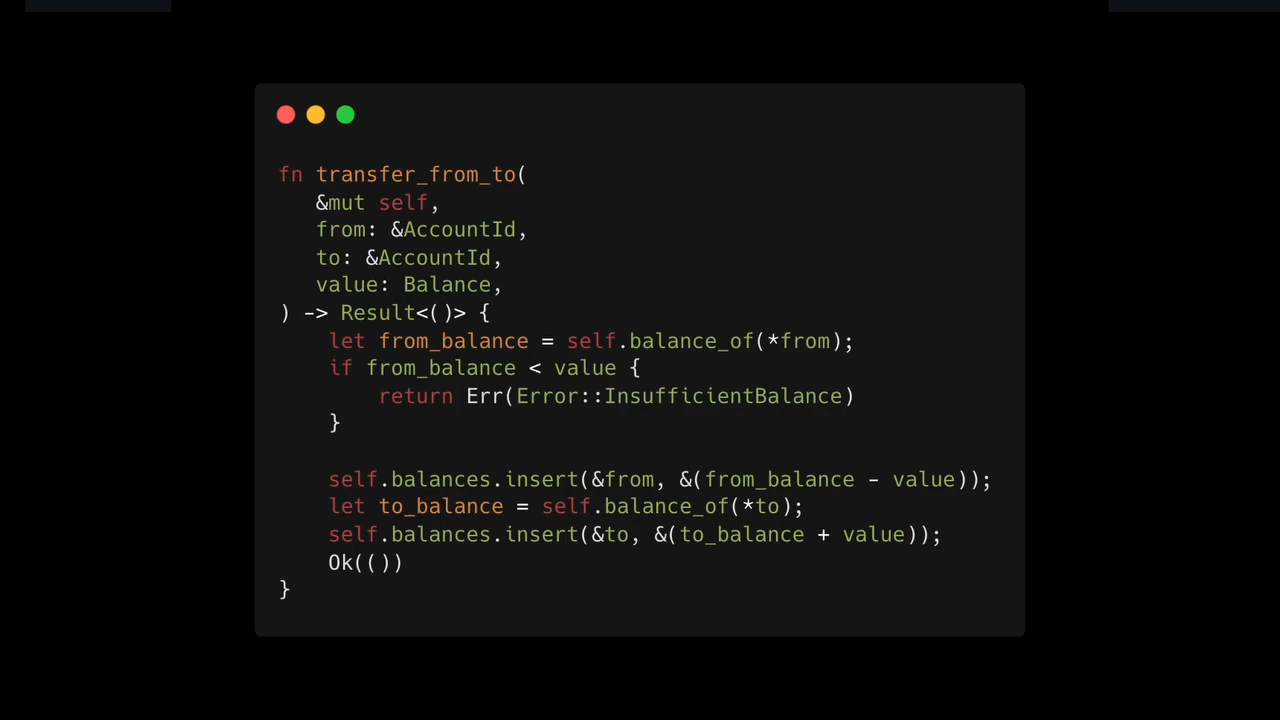 fn transfer_from_to(
   &mut self,
   from: &AccountId,
   to: &AccountId,
   value: Balance,
) -> Result<()> {
    let from_balance = self.balance_of(*from);
    if from_balance < value {
        return Err(Error::InsufficientBalance)
    }

    self.balances.insert(&from, &(from_balance - value));
    let to_balance = self.balance_of(*to);
    self.balances.insert(&to, &(to_balance + value));
    Ok(())
}